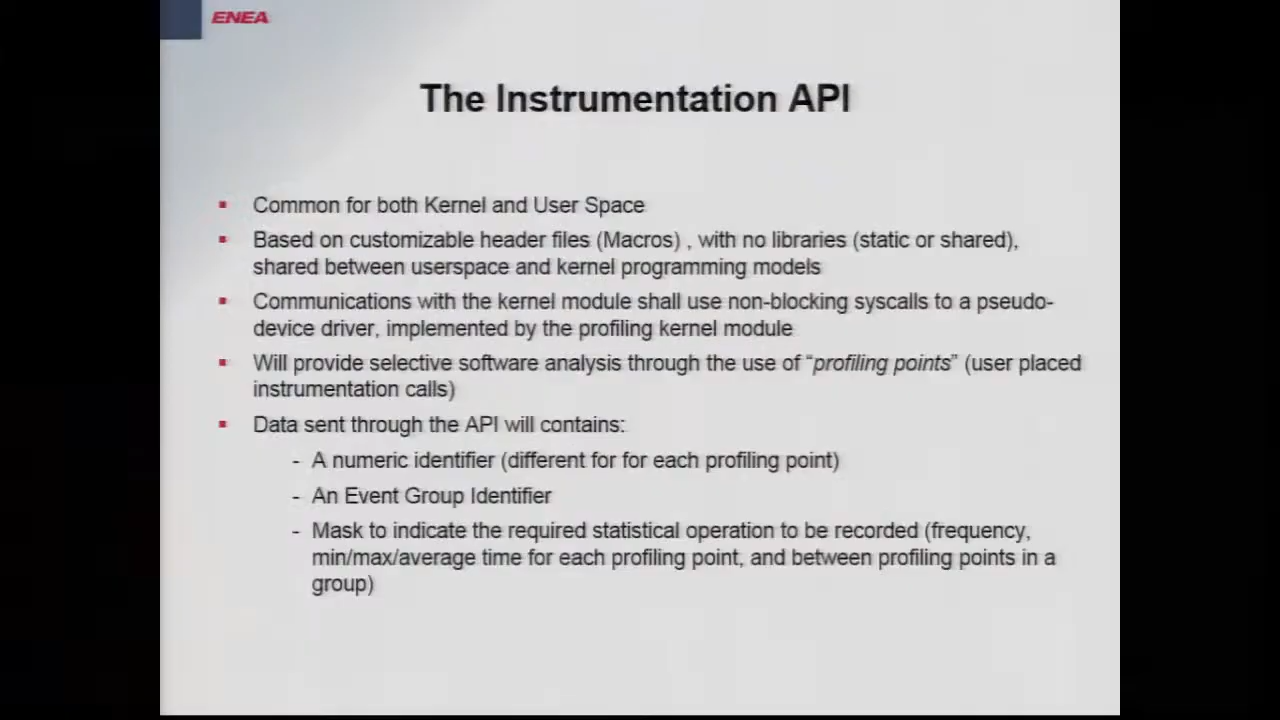 ENEA
The Instrumentation API
▪ Common for both Kernel and User Space
▪ Based on customizable header files (Macros) , with no libraries (static or shared),
shared between userspace and kernel programming models
▪ Communications with the kernel module shall use non-blocking syscalls to a pseudo-
device driver, implemented by the profiling kernel module
▪ Will provide selective software analysis through the use of “profiling points” (user placed
instrumentation calls)
▪ Data sent through the API will contains:
- A numeric identifier (different for for each profiling point)
- An Event Group Identifier
- Mask to indicate the required statistical operation to be recorded (frequency,
min/max/average time for each profiling point, and between profiling points in a
group)